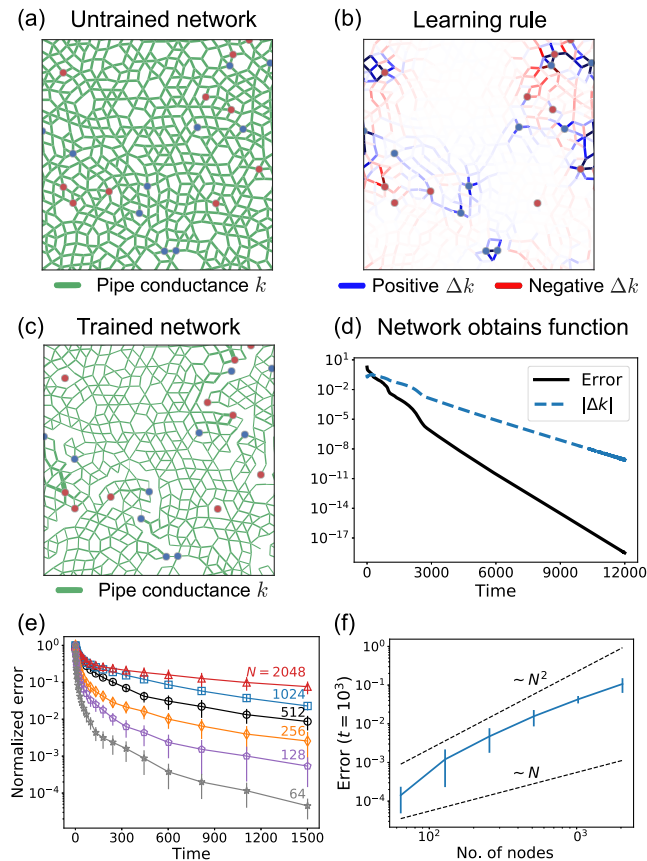 (a) Untrained network
(b) Learning rule
Pipe conductance k
Positive Δk
Negative Δk
(c) Trained network
(d) Network obtains function
Pipe conductance k
10^1
10^-2
10^-5
10^-8
10^-11
10^-14
10^-17
Error
|Δk|
0 3000 6000 9000 12000
Time
(e)
Normalized error
10^0
10^-1
10^-2
10^-3
10^-4
N = 2048
1024
512
256
128
64
0 300 600 900 1200 1500
Time
(f)
Error (t = 10^3)
10^0
10^-1
10^-2
10^-3
10^-4
~N^2
~N
10^2 10^3
No. of nodes